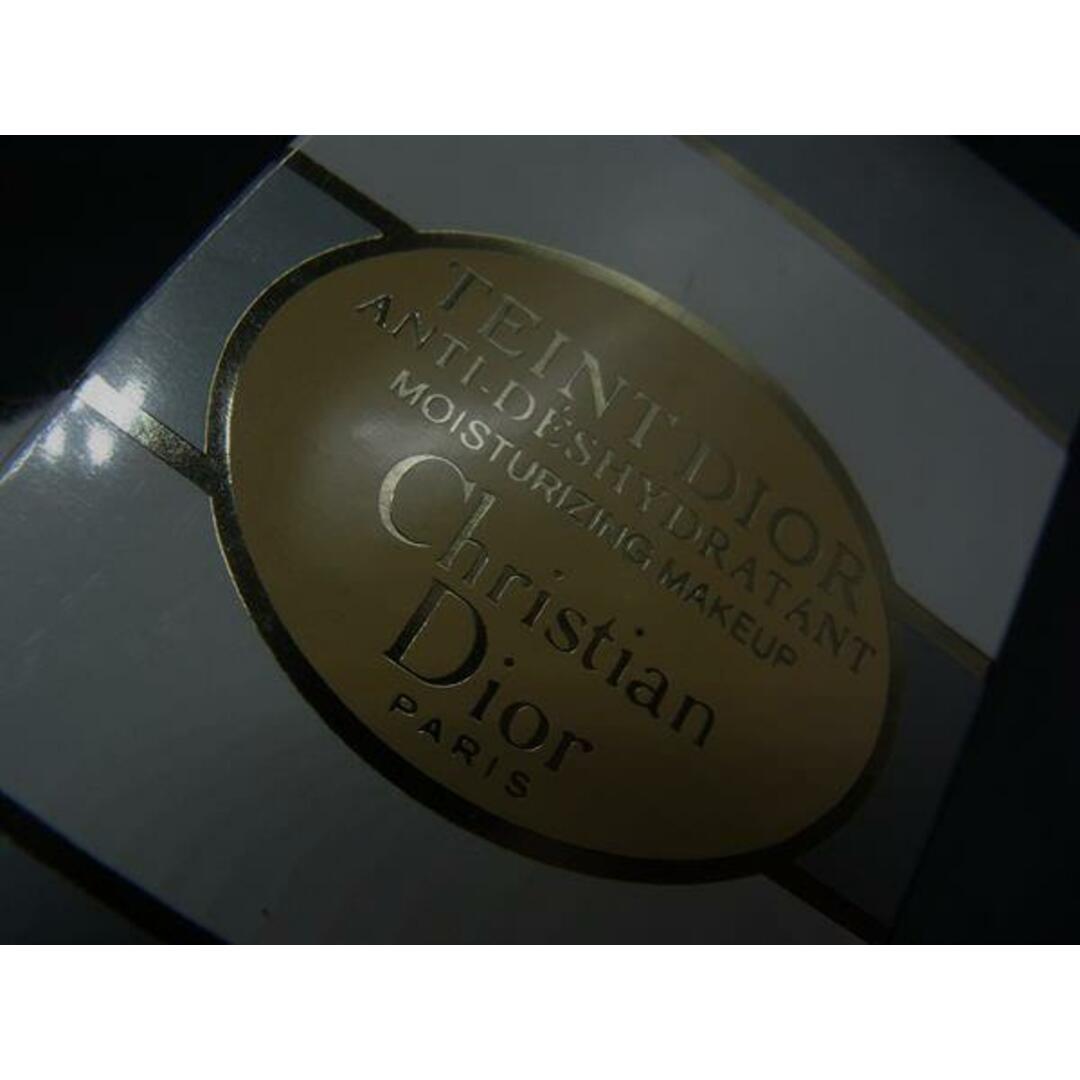 TEINT DIOR
ANTI-DÉSHYDRATANT
MOISTURIZING MAKEUP
Christian
Dior
PARIS